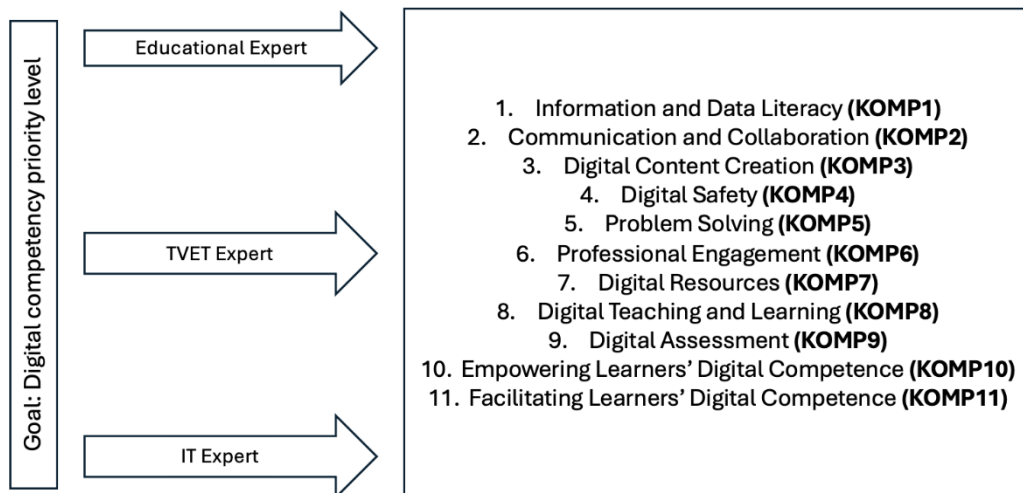 Goal: Digital competency priority level
Educational Expert
TVET Expert
IT Expert
1. Information and Data Literacy (KOMP1)
2. Communication and Collaboration (KOMP2)
3. Digital Content Creation (KOMP3)
4. Digital Safety (KOMP4)
5. Problem Solving (KOMP5)
6. Professional Engagement (KOMP6)
7. Digital Resources (KOMP7)
8. Digital Teaching and Learning (KOMP8)
9. Digital Assessment (KOMP9)
10. Empowering Learners’ Digital Competence (KOMP10)
11. Facilitating Learners’ Digital Competence (KOMP11)